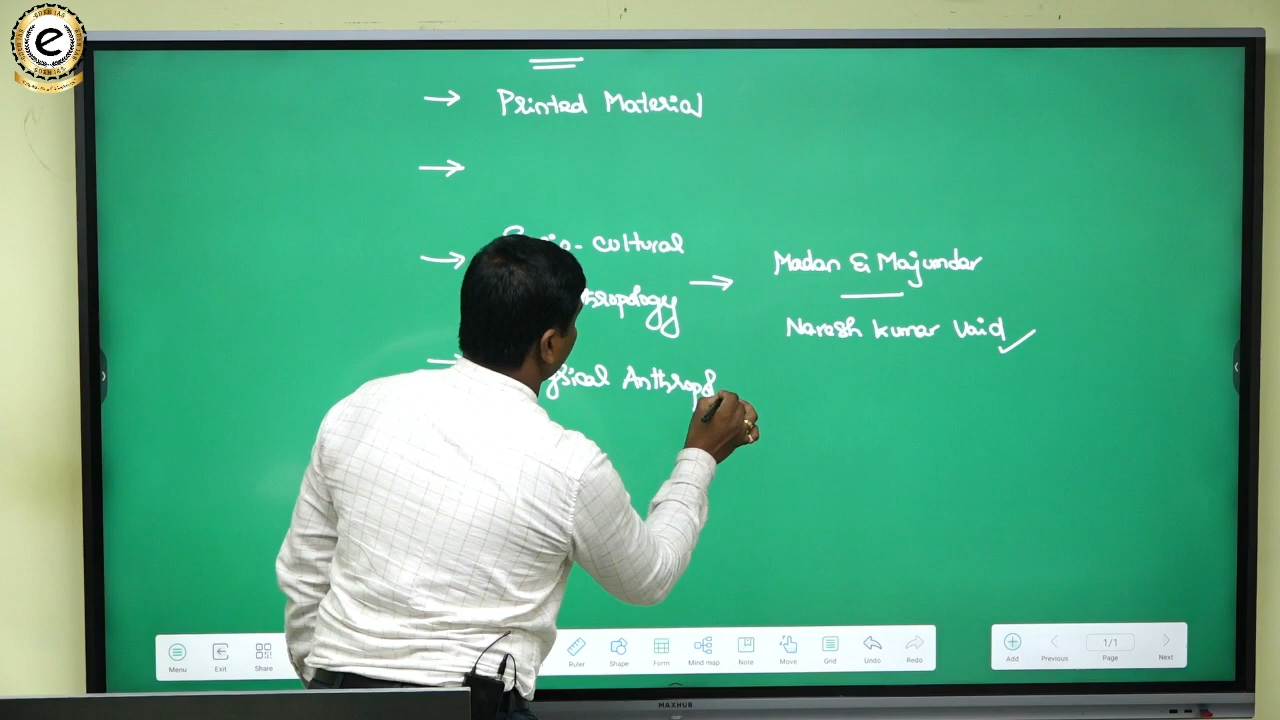 e
→ Printed Material
→
cultural
→ → Madan & Majumdar
Naresh kumar Vaid ✓
Anthropo
Menu Exit Share Ruler Shape Form Mind map Note Move Grid Undo Redo
Add Previous 1/1 Page Next
MAXHUB